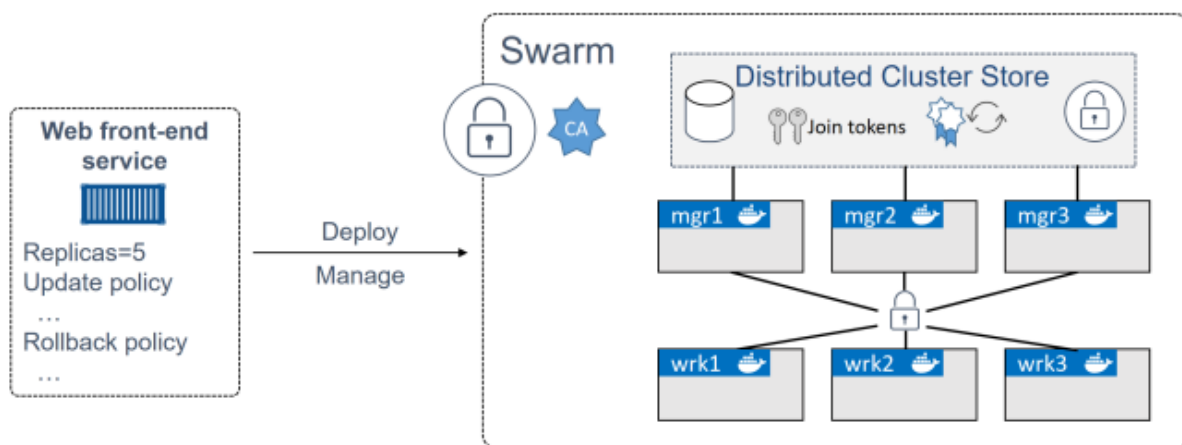 Web front-end
service
Replicas=5
Update policy
...
Rollback policy
...
Deploy
Manage
Swarm
CA
Distributed Cluster Store
Join tokens
mgr1
mgr2
mgr3
wrk1
wrk2
wrk3